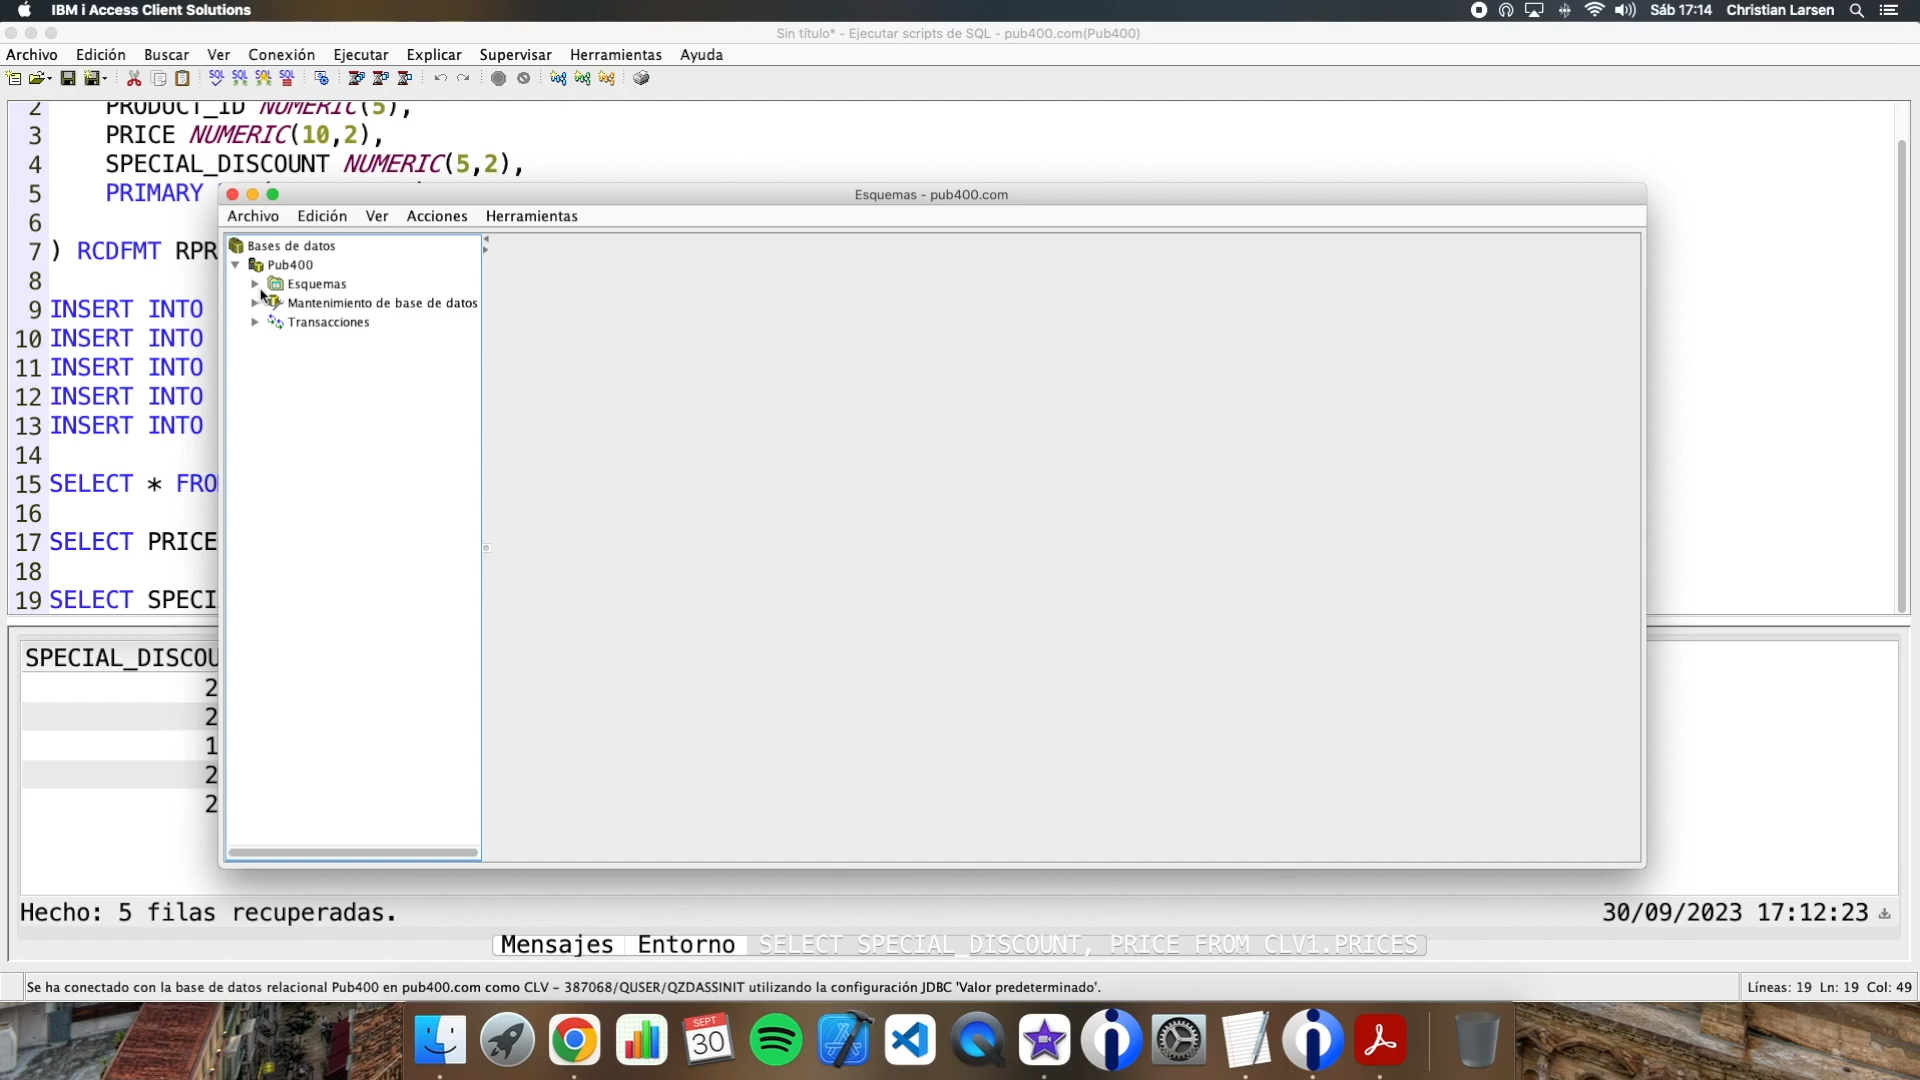 IBM i Access Client Solutions
Sáb 17:14 Christian Larsen
Sin título* - Ejecutar scripts de SQL - pub400.com(Pub400)
Archivo Edición Buscar Ver Conexión Ejecutar Explicar Supervisar Herramientas Ayuda
SQL SQL SQL SQL
2 PRODUCT_ID NUMERIC(5),
3 PRICE NUMERIC(10,2),
4 SPECIAL_DISCOUNT NUMERIC(5,2),
5 PRIMARY
6
7 ) RCDFMT RPR
8
9 INSERT INTO
10 INSERT INTO
11 INSERT INTO
12 INSERT INTO
13 INSERT INTO
14
15 SELECT * FRO
16
17 SELECT PRICE
18
19 SELECT SPECI
Esquemas - pub400.com
Archivo Edición Ver Acciones Herramientas
Bases de datos
Pub400
Esquemas
Mantenimiento de base de datos
Transacciones
SPECIAL_DISCOU
2
2
1
2
2
Hecho: 5 filas recuperadas.
30/09/2023 17:12:23
Mensajes Entorno SELECT SPECIAL_DISCOUNT, PRICE FROM CLV1.PRICES
Se ha conectado con la base de datos relacional Pub400 en pub400.com como CLV - 387068/QUSER/QZDASSINIT utilizando la configuración JDBC 'Valor predeterminado'.
Líneas: 19 Ln: 19 Col: 49
SEPT
30